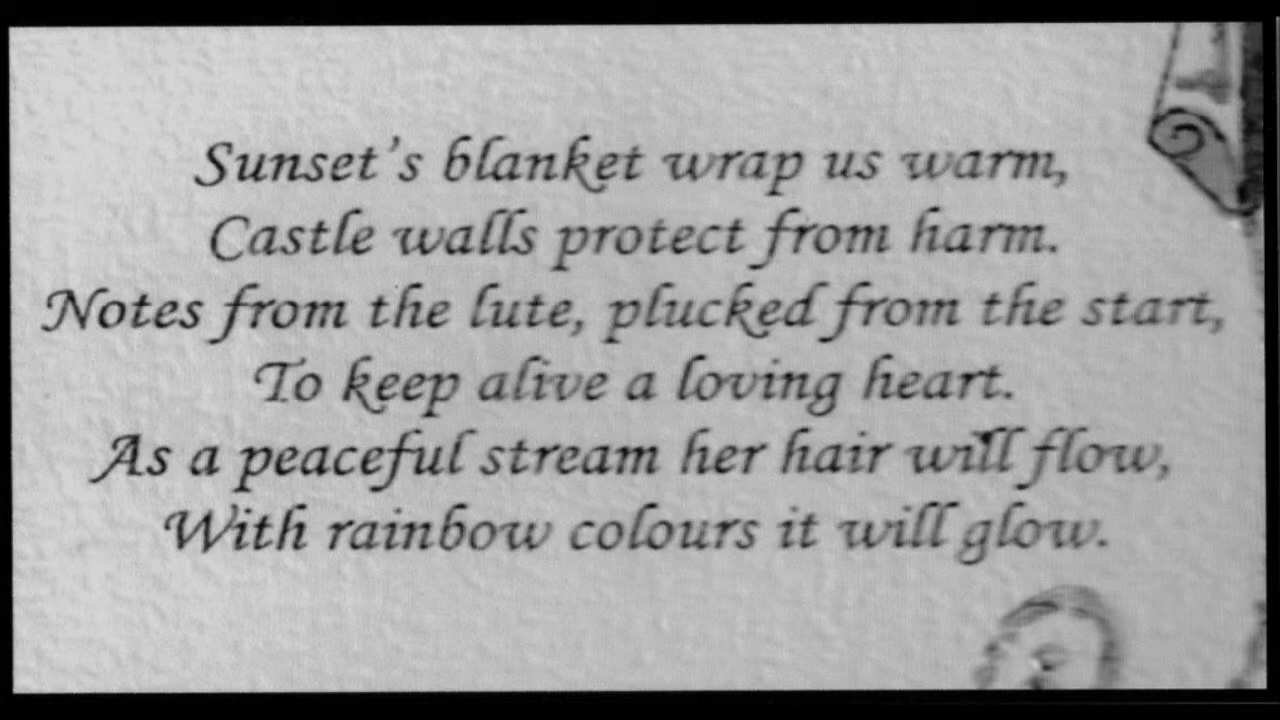 Sunset's blanket wrap us warm,
Castle walls protect from harm.
Notes from the lute, plucked from the start,
To keep alive a loving heart.
As a peaceful stream her hair will flow,
With rainbow colours it will glow.